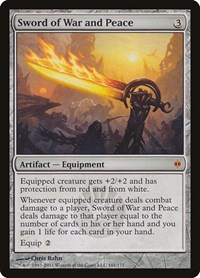 Sword of War and Peace 3
Artifact — Equipment
Equipped creature gets +2/+2 and has
protection from red and from white.
Whenever equipped creature deals combat
damage to a player, Sword of War and Peace
deals damage to that player equal to the
number of cards in his or her hand and you
gain 1 life for each card in your hand.
Equip 2
Chris Rahn